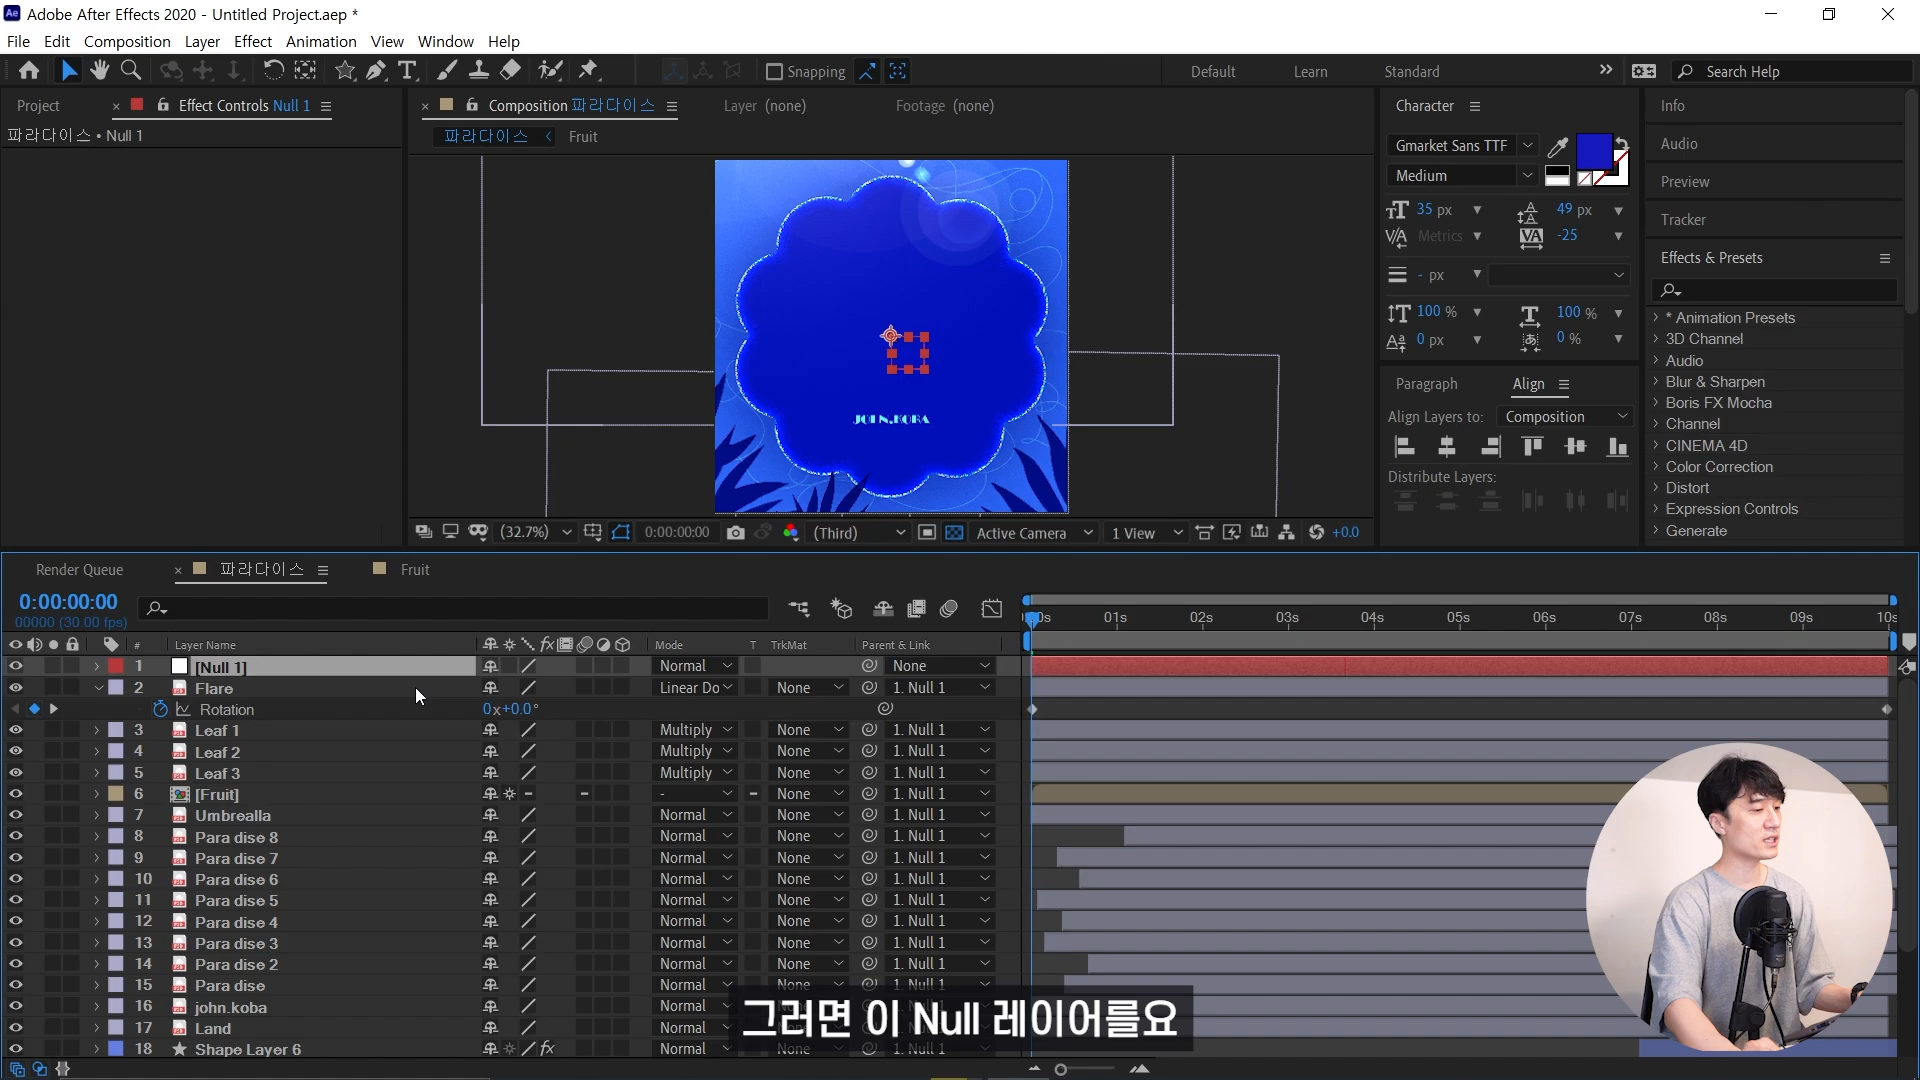 Adobe After Effects 2020 - Untitled Project.aep *
File Edit Composition Layer Effect Animation View Window Help
Snapping
Default Learn Standard
Search Help
Project
Effect Controls Null 1
파라다이스 • Null 1
Composition 파라다이스
Layer (none)
Footage (none)
파라다이스 Fruit
JOHN.KOBA
(32.7%) 0:00:00:00 (Third) Active Camera 1 View +0.0
Character
Gmarket Sans TTF
Medium
35 px 49 px
Metrics -25
- px
100 % 100 %
0 px 0 %
Paragraph Align
Align Layers to: Composition
Distribute Layers:
Info
Audio
Preview
Tracker
Effects & Presets
* Animation Presets
3D Channel
Audio
Blur & Sharpen
Boris FX Mocha
Channel
CINEMA 4D
Color Correction
Distort
Expression Controls
Generate
Render Queue 파라다이스 Fruit
0:00:00:00
00000 (30.00 fps)
01s 02s 03s 04s 05s 06s 07s 08s 09s
# Layer Name Mode T TrkMat Parent & Link
1 [Null 1] Normal None
2 Flare Linear Do None 1. Null 1
Rotation 0x+0.0°
3 Leaf 1 Multiply None 1. Null 1
4 Leaf 2 Multiply None 1. Null 1
5 Leaf 3 Multiply None 1. Null 1
6 [Fruit] - None 1. Null 1
7 Umbrealla Normal None 1. Null 1
8 Para dise 8 Normal None 1. Null 1
9 Para dise 7 Normal None 1. Null 1
10 Para dise 6 Normal None 1. Null 1
11 Para dise 5 Normal None 1. Null 1
12 Para dise 4 Normal None 1. Null 1
13 Para dise 3 Normal None 1. Null 1
14 Para dise 2 Normal None 1. Null 1
15 Para dise Normal None 1. Null 1
16 john.koba Normal
17 Land Normal
18 Shape Layer 6 Normal None 1. Null 1
그러면 이 Null 레이어를요